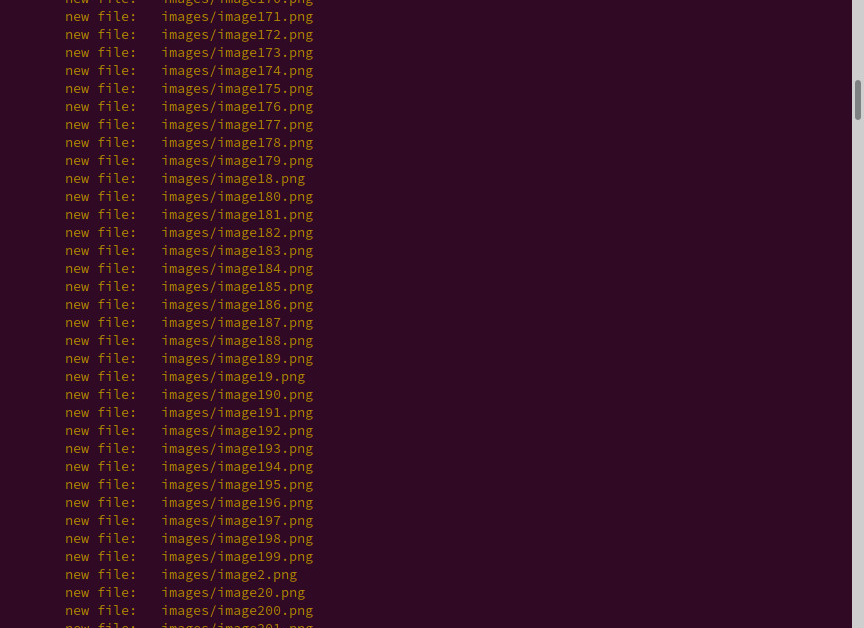 new file:   images/image170.png
new file:   images/image171.png
new file:   images/image172.png
new file:   images/image173.png
new file:   images/image174.png
new file:   images/image175.png
new file:   images/image176.png
new file:   images/image177.png
new file:   images/image178.png
new file:   images/image179.png
new file:   images/image18.png
new file:   images/image180.png
new file:   images/image181.png
new file:   images/image182.png
new file:   images/image183.png
new file:   images/image184.png
new file:   images/image185.png
new file:   images/image186.png
new file:   images/image187.png
new file:   images/image188.png
new file:   images/image189.png
new file:   images/image19.png
new file:   images/image190.png
new file:   images/image191.png
new file:   images/image192.png
new file:   images/image193.png
new file:   images/image194.png
new file:   images/image195.png
new file:   images/image196.png
new file:   images/image197.png
new file:   images/image198.png
new file:   images/image199.png
new file:   images/image2.png
new file:   images/image20.png
new file:   images/image200.png
new file:   images/image201.png